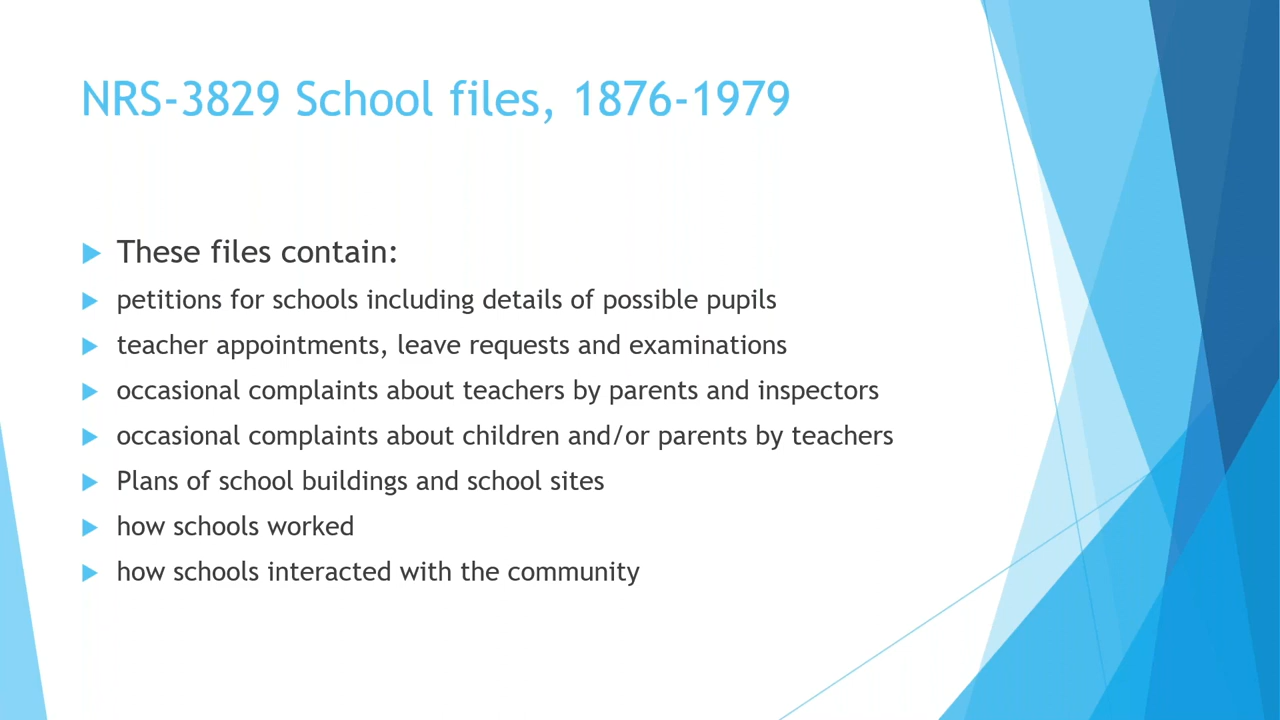 NRS-3829 School files, 1876-1979
These files contain:
petitions for schools including details of possible pupils
teacher appointments, leave requests and examinations
occasional complaints about teachers by parents and inspectors
occasional complaints about children and/or parents by teachers
Plans of school buildings and school sites
how schools worked
how schools interacted with the community